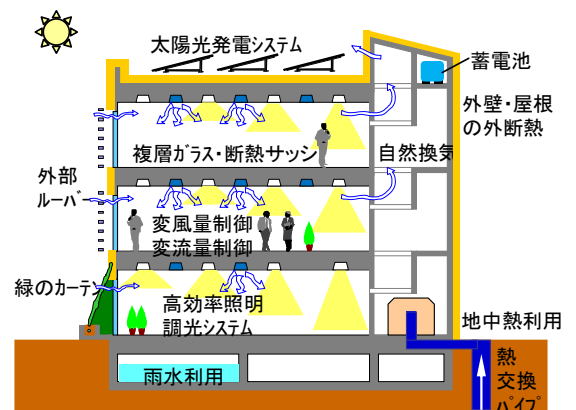 太陽光発電システム
蓄電池
外壁・屋根
の外断熱
複層ガラス・断熱サッシ
自然換気
外部
ルーバ
変風量制御
変流量制御
緑のカーテン
高効率照明
調光システム
地中熱利用
雨水利用
熱
交換
パイプ